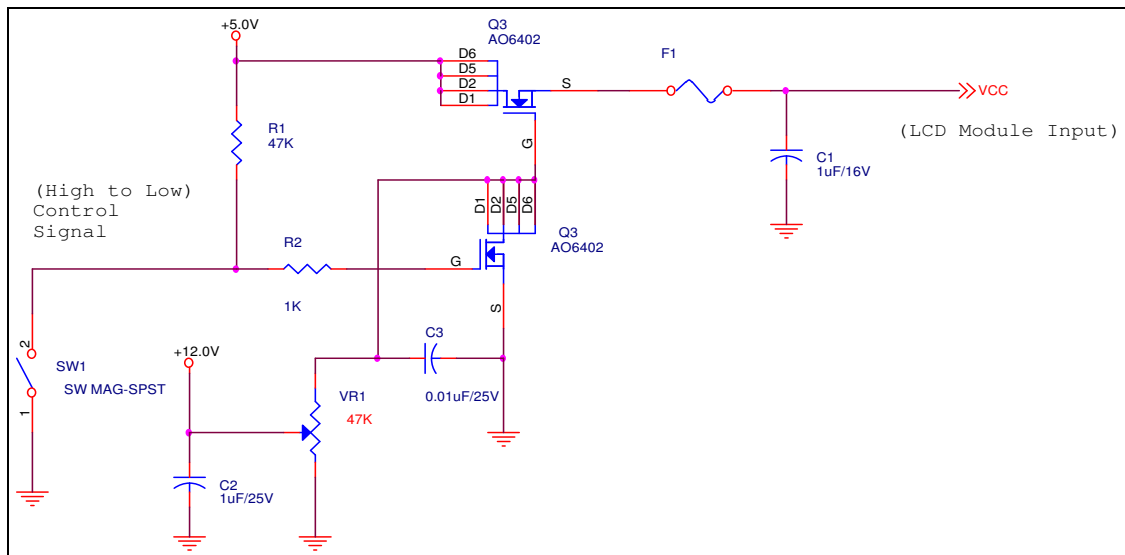 +5.0V
Q3
AO6402
D6
D5
D2
D1
S
G
F1
VCC
(LCD Module Input)
R1
47K
C1
1uF/16V
(High to Low)
Control
Signal
D1
D2
D5
D6
Q3
AO6402
R2
1K
G
S
2
SW1
SW MAG-SPST
1
+12.0V
C3
0.01uF/25V
VR1
47K
C2
1uF/25V